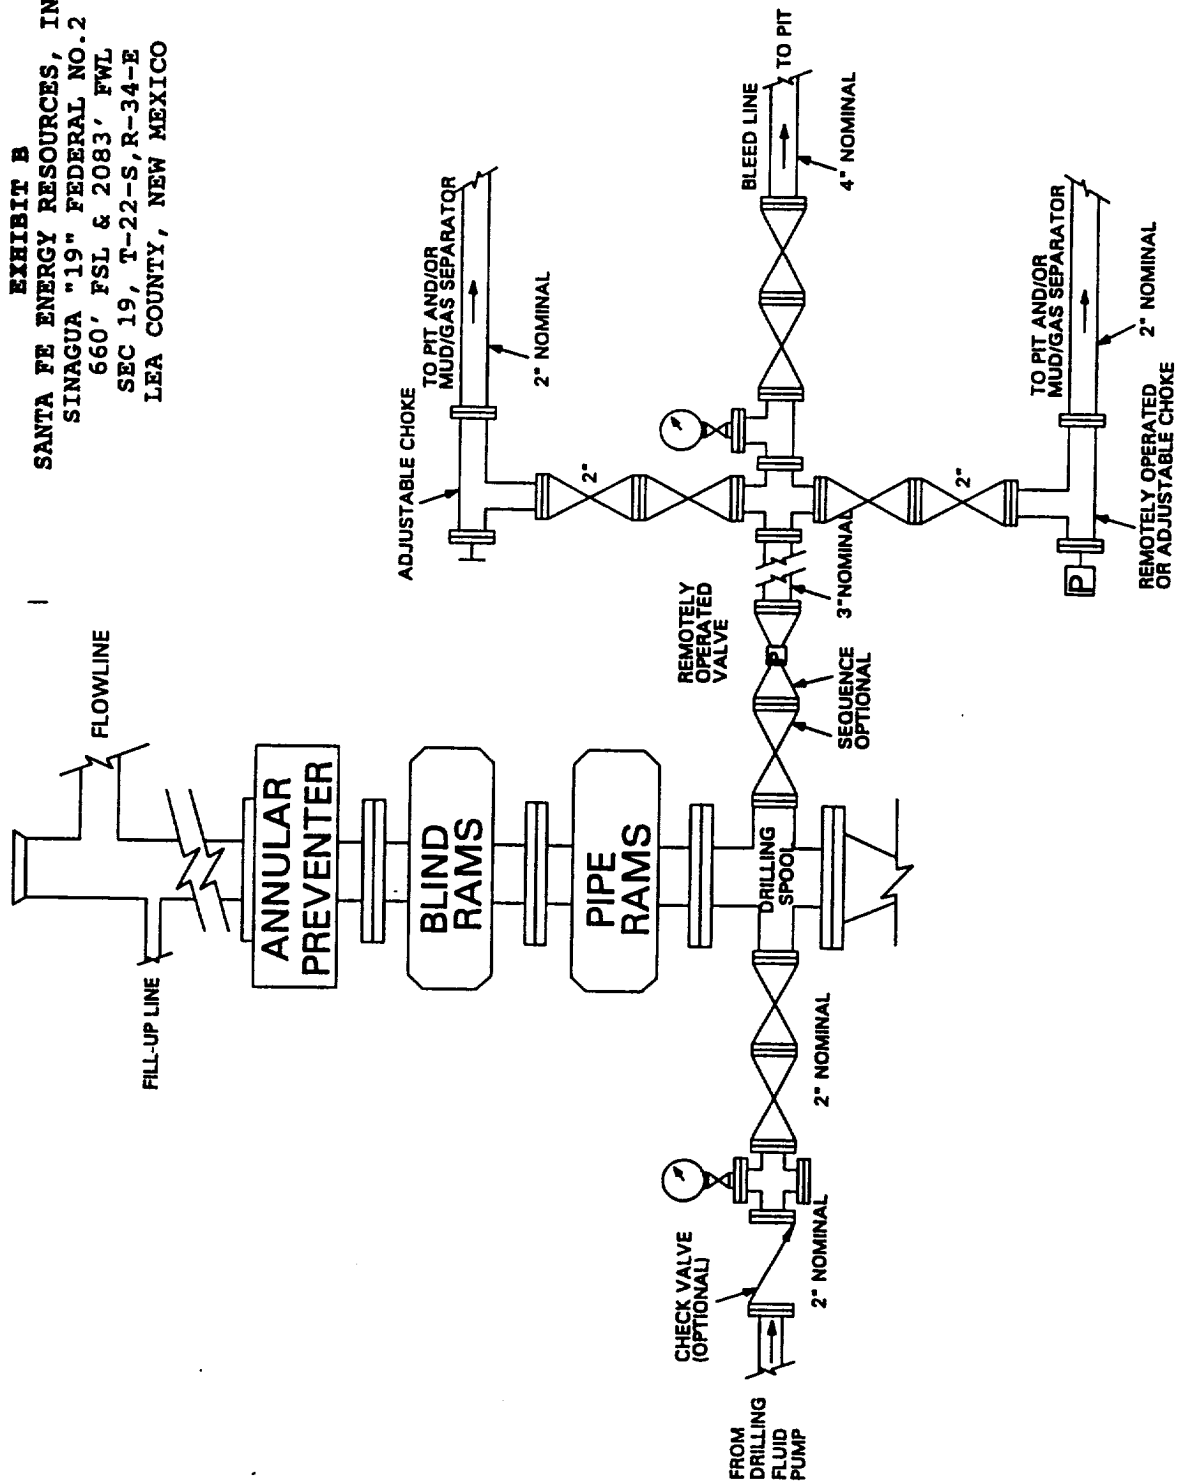 EXHIBIT B
SANTA FE ENERGY RESOURCES, IN
SINAGUA "19" FEDERAL NO.2
660' FSL & 2083' FWL
SEC 19, T-22-S,R-34-E
LEA COUNTY, NEW MEXICO
FILL-UP LINE
FLOWLINE
ANNULAR
PREVENTER
BLIND
RAMS
PIPE
RAMS
DRILLING
SPOOL
FROM
DRILLING
FLUID
PUMP
CHECK VALVE
(OPTIONAL)
2" NOMINAL
2" NOMINAL
SEQUENCE
OPTIONAL
REMOTELY
OPERATED
VALVE
P
3"NOMINAL
ADJUSTABLE CHOKE
TO PIT AND/OR
MUD/GAS SEPARATOR
2" NOMINAL
2"
BLEED LINE
TO PIT
4" NOMINAL
2"
TO PIT AND/OR
MUD/GAS SEPARATOR
2" NOMINAL
P
REMOTELY OPERATED
OR ADJUSTABLE CHOKE